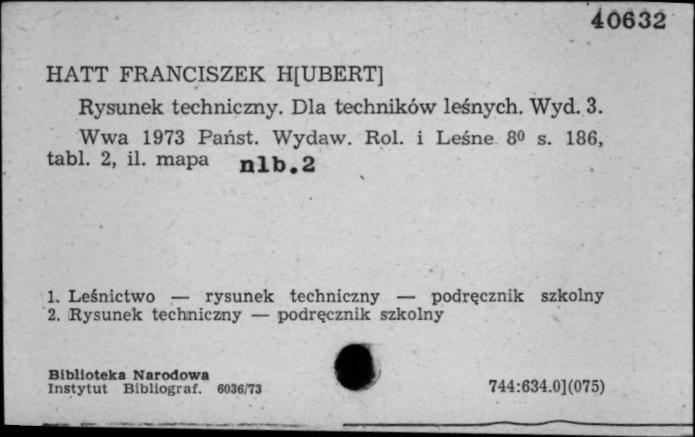 40632
HATT FRANCISZEK H[UBERT]
Rysunek techniczny. Dla techników leśnych. Wyd. 3.
Wwa 1973 Państ. Wydaw. Rol. i Leśne 8⁰ s. 186,
tabl. 2, il. mapa nlb.2
1. Leśnictwo — rysunek techniczny — podręcznik szkolny
2. Rysunek techniczny — podręcznik szkolny
Biblioteka Narodowa
Instytut Bibliograf. 6036/73 744:634.0](075)